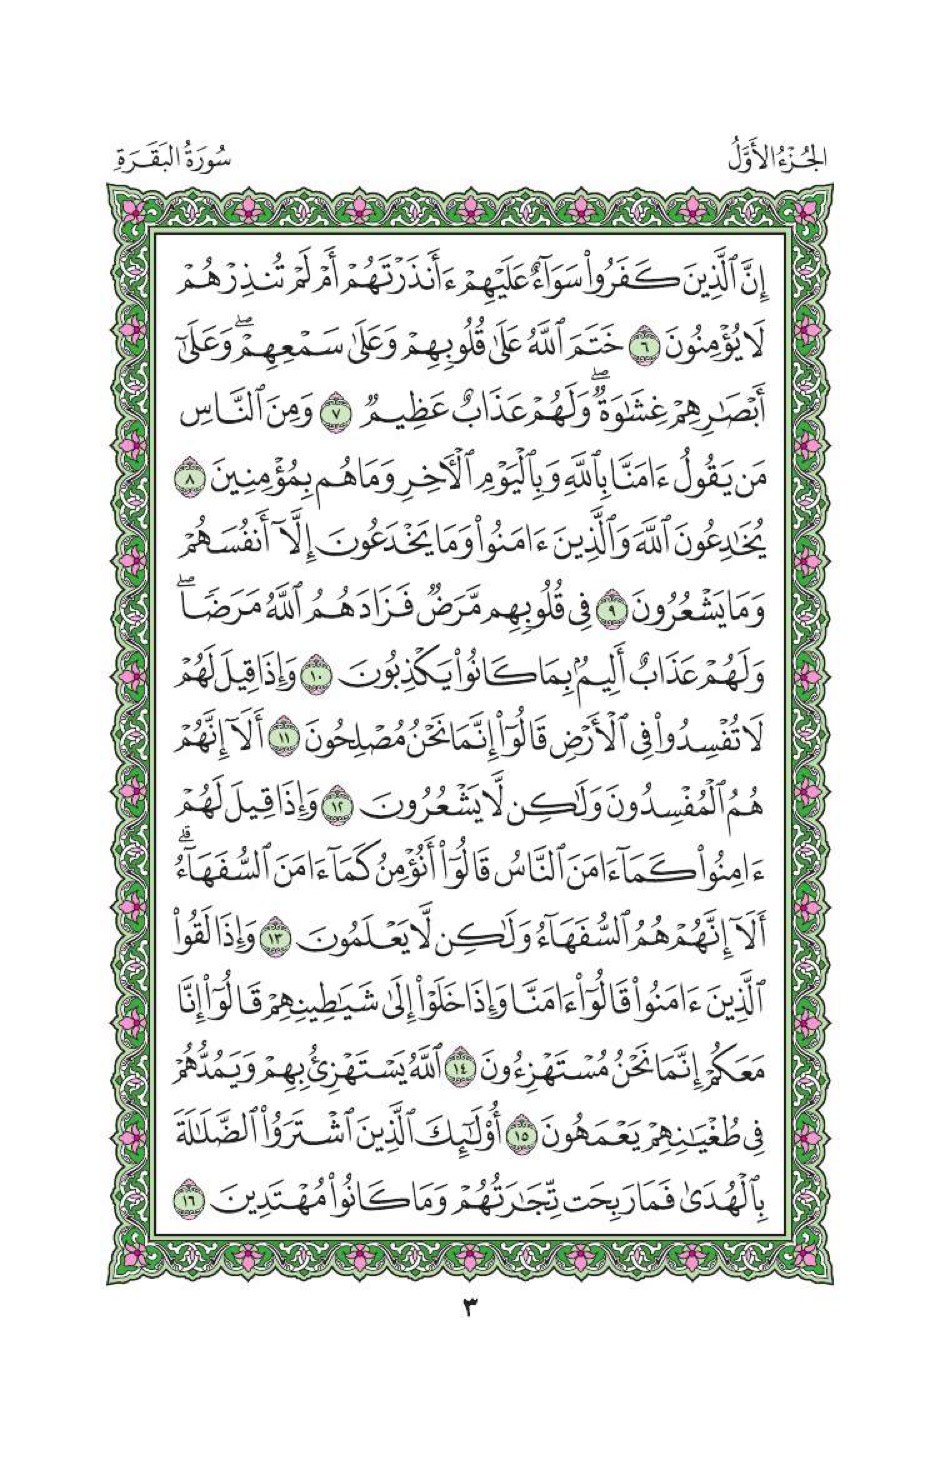 الجُزْءُ الأَوَّلُ
سُورَةُ البَقَرَةِ
إِنَّ ٱلَّذِينَ كَفَرُوا۟ سَوَآءٌ عَلَيْهِمْ ءَأَنذَرْتَهُمْ أَمْ لَمْ تُنذِرْهُمْ
لَا يُؤْمِنُونَ ٦ خَتَمَ ٱللَّهُ عَلَىٰ قُلُوبِهِمْ وَعَلَىٰ سَمْعِهِمْۖ وَعَلَىٰٓ
أَبْصَـٰرِهِمْ غِشَـٰوَةٌۖ وَلَهُمْ عَذَابٌ عَظِيمٌ ٧ وَمِنَ ٱلنَّاسِ
مَن يَقُولُ ءَامَنَّا بِٱللَّهِ وَبِٱلْيَوْمِ ٱلْـَٔاخِرِ وَمَا هُم بِمُؤْمِنِينَ ٨
يُخَـٰدِعُونَ ٱللَّهَ وَٱلَّذِينَ ءَامَنُوا۟ وَمَا يَخْدَعُونَ إِلَّآ أَنفُسَهُمْ
وَمَا يَشْعُرُونَ ٩ فِى قُلُوبِهِم مَّرَضٌ فَزَادَهُمُ ٱللَّهُ مَرَضًاۖ
وَلَهُمْ عَذَابٌ أَلِيمٌۢ بِمَا كَانُوا۟ يَكْذِبُونَ ١٠ وَإِذَا قِيلَ لَهُمْ
لَا تُفْسِدُوا۟ فِى ٱلْأَرْضِ قَالُوٓا۟ إِنَّمَا نَحْنُ مُصْلِحُونَ ١١ أَلَآ إِنَّهُمْ
هُمُ ٱلْمُفْسِدُونَ وَلَـٰكِن لَّا يَشْعُرُونَ ١٢ وَإِذَا قِيلَ لَهُمْ
ءَامِنُوا۟ كَمَآ ءَامَنَ ٱلنَّاسُ قَالُوٓا۟ أَنُؤْمِنُ كَمَآ ءَامَنَ ٱلسُّفَهَآءُۗ
أَلَآ إِنَّهُمْ هُمُ ٱلسُّفَهَآءُ وَلَـٰكِن لَّا يَعْلَمُونَ ١٣ وَإِذَا لَقُوا۟
ٱلَّذِينَ ءَامَنُوا۟ قَالُوٓا۟ ءَامَنَّا وَإِذَا خَلَوْا۟ إِلَىٰ شَيَـٰطِينِهِمْ قَالُوٓا۟ إِنَّا
مَعَكُمْ إِنَّمَا نَحْنُ مُسْتَهْزِءُونَ ١٤ ٱللَّهُ يَسْتَهْزِئُ بِهِمْ وَيَمُدُّهُمْ
فِى طُغْيَـٰنِهِمْ يَعْمَهُونَ ١٥ أُو۟لَـٰٓئِكَ ٱلَّذِينَ ٱشْتَرَوُا۟ ٱلضَّلَـٰلَةَ
بِٱلْهُدَىٰ فَمَا رَبِحَت تِّجَـٰرَتُهُمْ وَمَا كَانُوا۟ مُهْتَدِينَ ١٦
٣